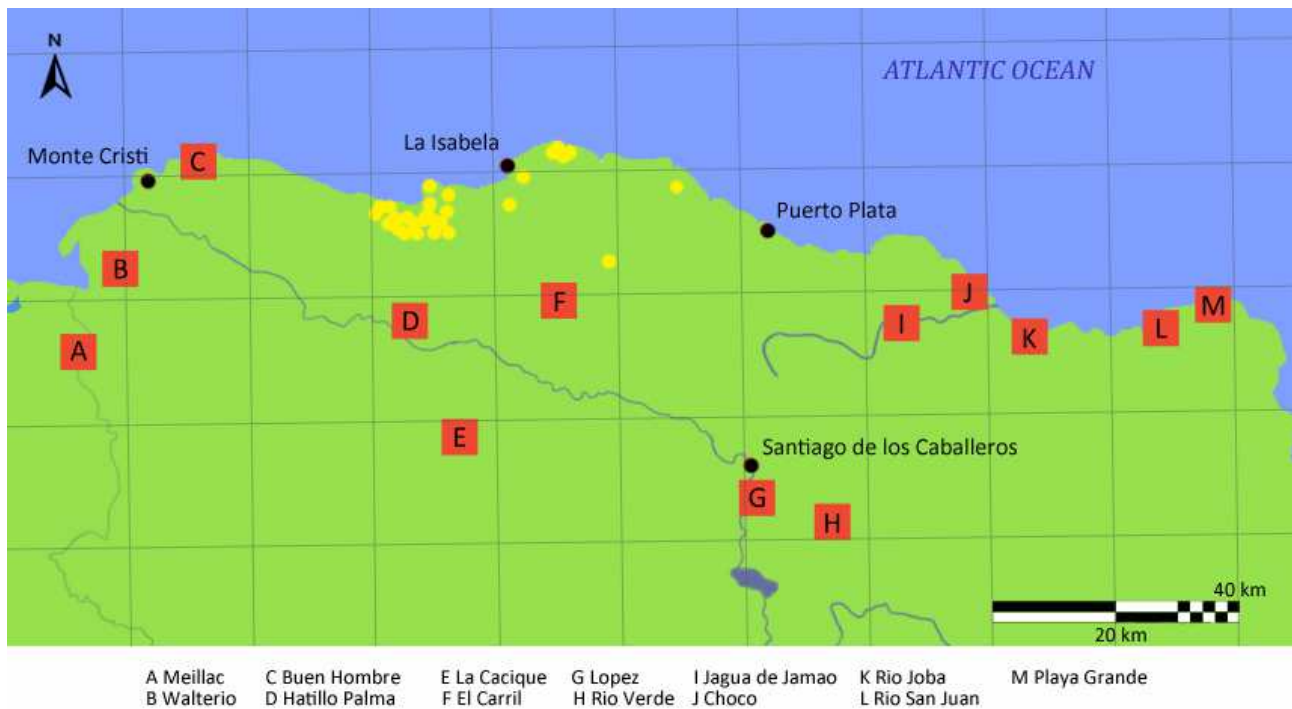 N
ATLANTIC OCEAN
La Isabela
Monte Cristi
C
Puerto Plata
B
J
F
M
D
I
L
K
A
E
Santiago de los Caballeros
G
H
40 km
20 km
A Meillac C Buen Hombre E La Cacique G Lopez I Jagua de Jamao K Rio Joba M Playa Grande
B Walterio D Hatillo Palma F El Carril H Rio Verde J Choco L Rio San Juan